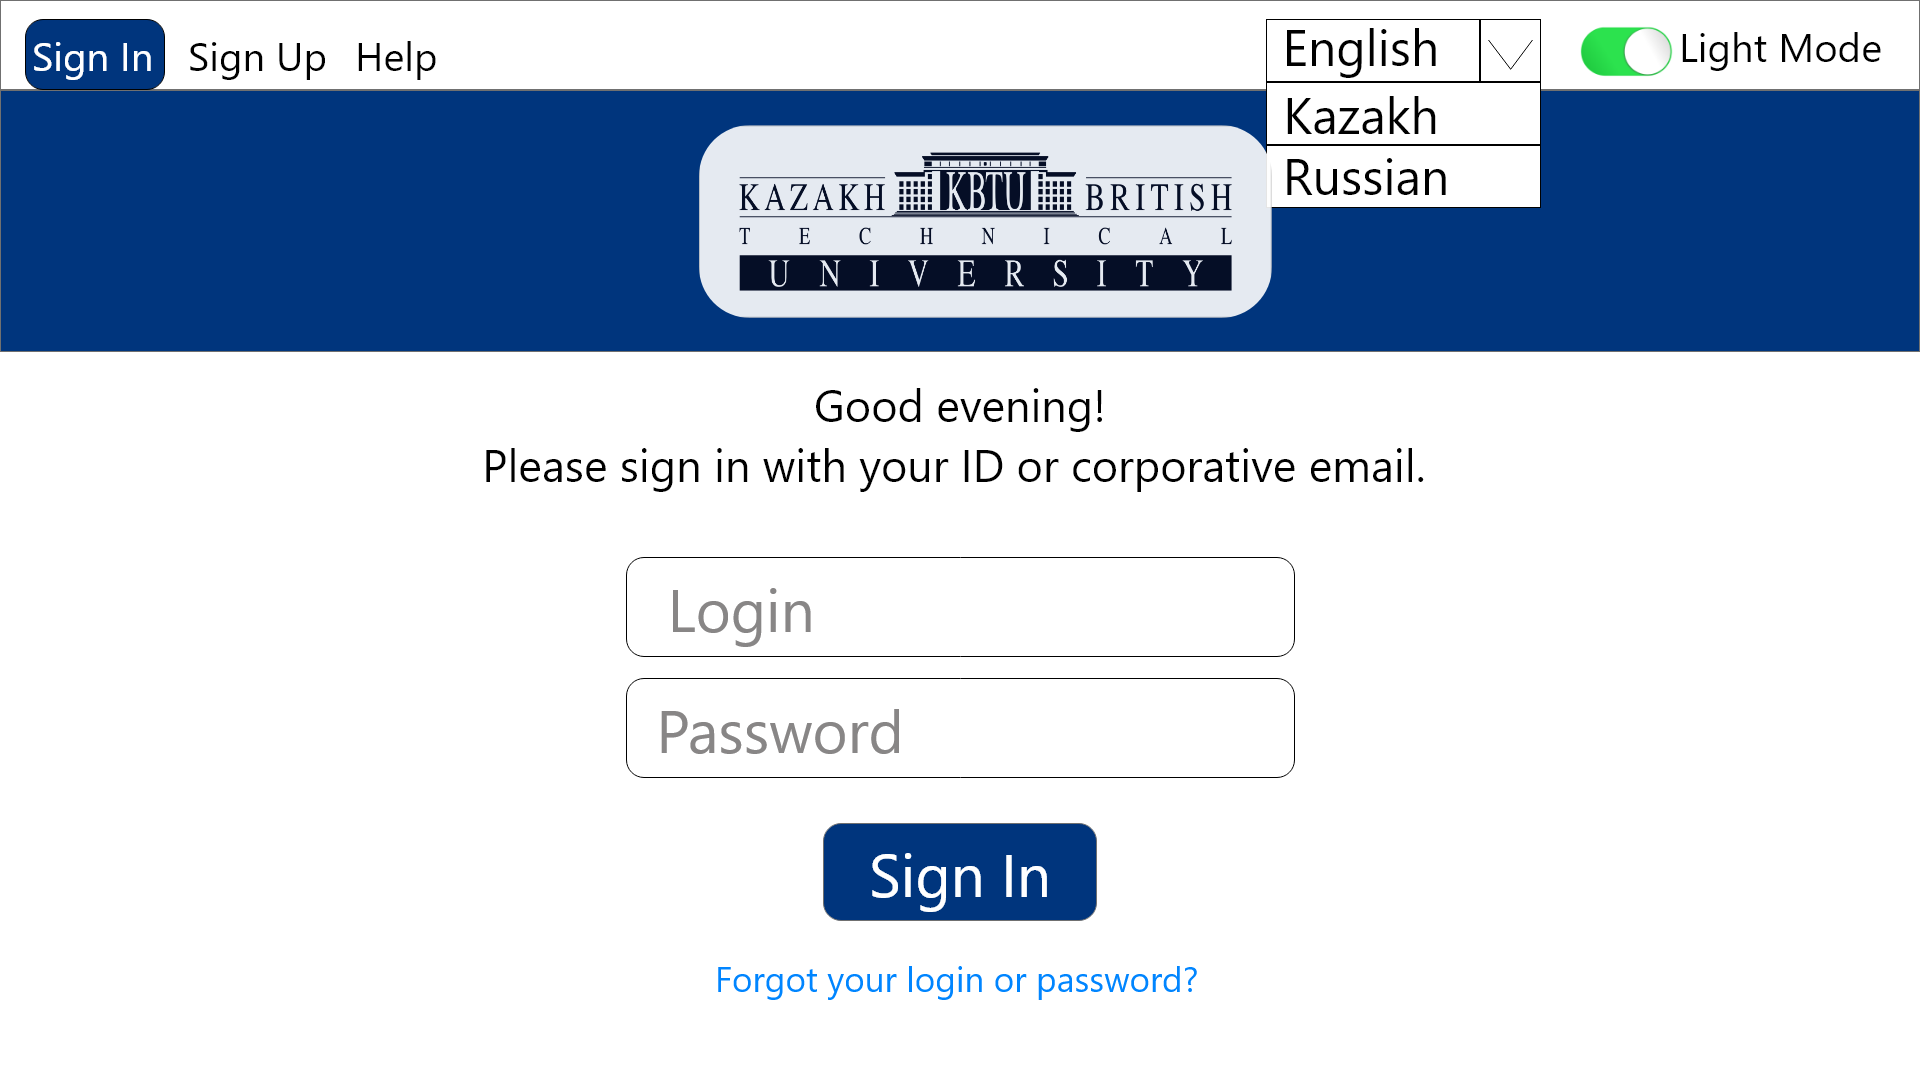 Sign In Sign Up Help English Light Mode
Kazakh
Russian
KAZAKH KBTU BRITISH
TECHNICAL
UNIVERSITY
Good evening!
Please sign in with your ID or corporative email.
Login
Password
Sign In
Forgot your login or password?